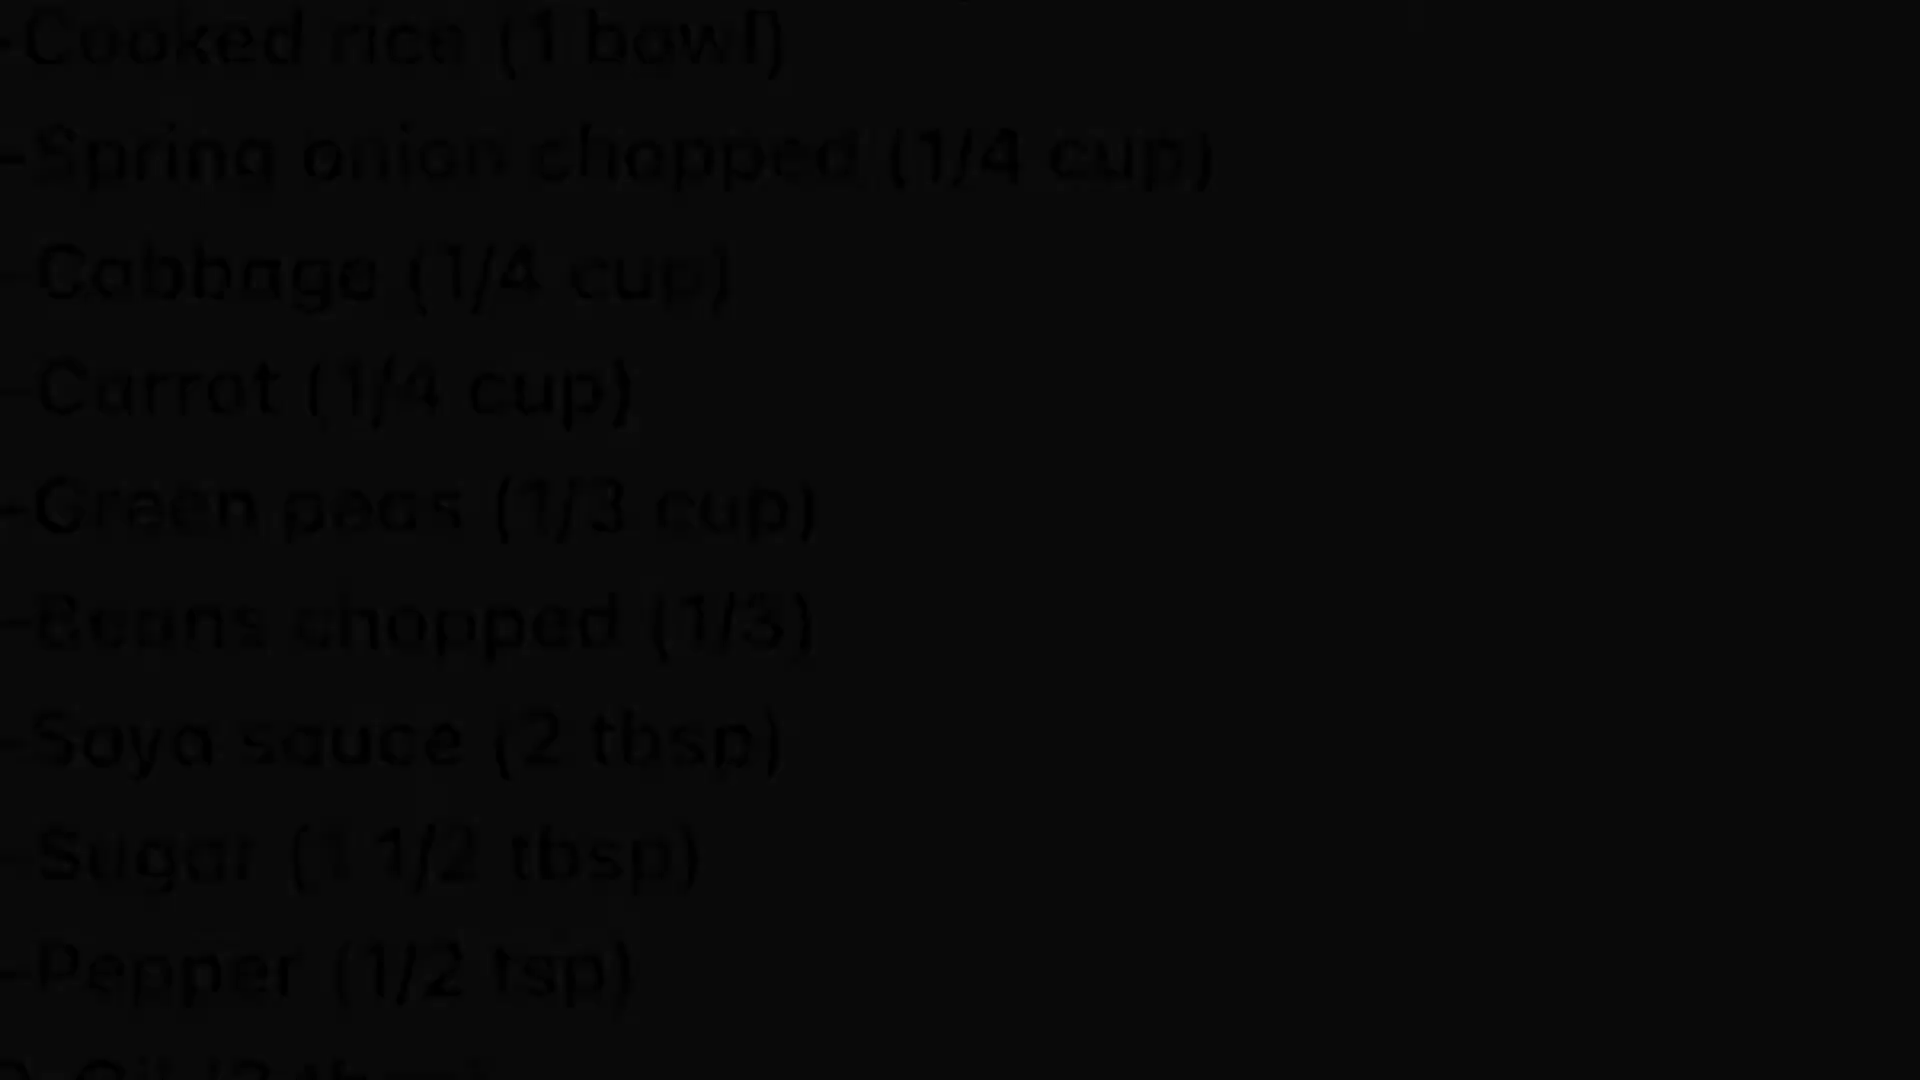 -Cooked rice (1 bowl)
-Spring onion chopped (1/4 cup)
-Cabbage (1/4 cup)
-Carrot (1/4 cup)
-Green peas (1/3 cup)
-Beans chopped (1/3)
-Soya sauce (2 tbsp)
-Sugar (1 1/2 tbsp)
-Pepper (1/2 tsp)